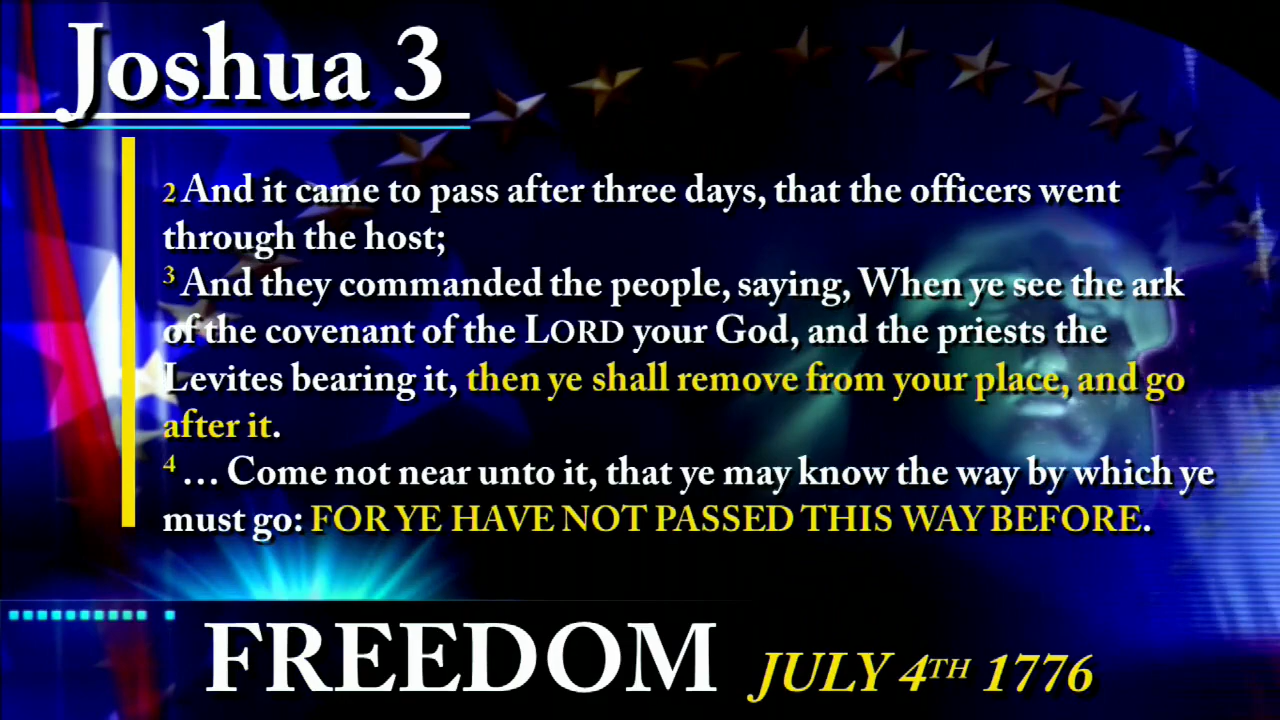 Joshua 3
2 And it came to pass after three days, that the officers went
through the host;
3 And they commanded the people, saying, When ye see the ark
of the covenant of the LORD your God, and the priests the
Levites bearing it, then ye shall remove from your place, and go
after it.
4 … Come not near unto it, that ye may know the way by which ye
must go: FOR YE HAVE NOT PASSED THIS WAY BEFORE.
FREEDOM JULY 4TH 1776